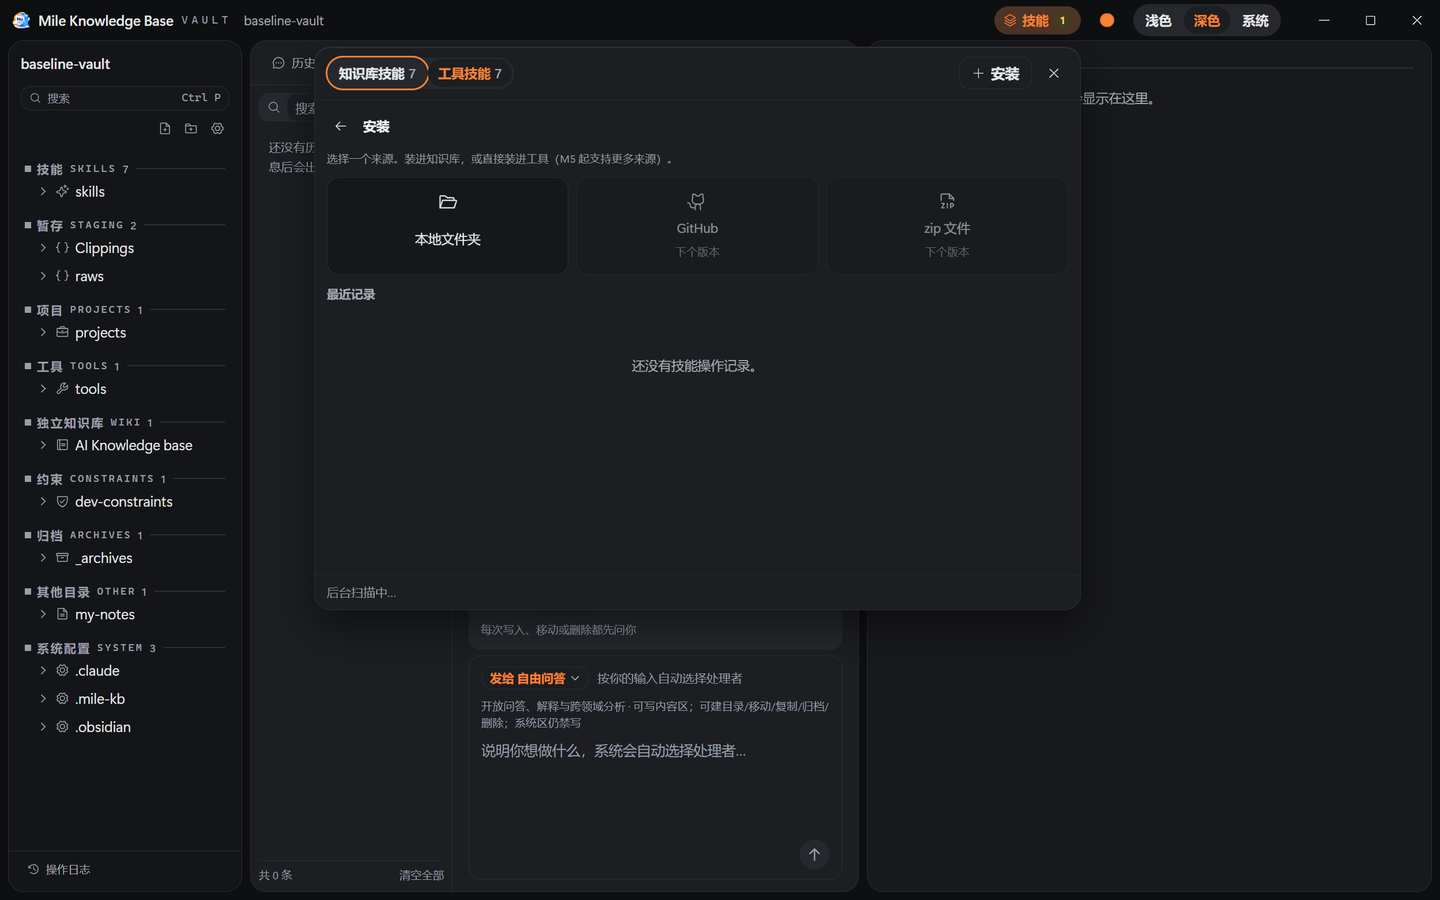 Mile Knowledge Base VAULT baseline-vault
技能 1
浅色 深色 系统
baseline-vault
搜索 Ctrl P
技能 SKILLS 7
skills
暂存 STAGING 2
Clippings
raws
项目 PROJECTS 1
projects
工具 TOOLS 1
tools
独立知识库 WIKI 1
AI Knowledge base
约束 CONSTRAINTS 1
dev-constraints
归档 ARCHIVES 1
_archives
其他目录 OTHER 1
my-notes
系统配置 SYSTEM 3
.claude
.mile-kb
.obsidian
操作日志
历史
搜索
还没有历
息后会出
共 0 条 清空全部
知识库技能 7 工具技能 7
安装
安装
选择一个来源。装进知识库，或直接装进工具（M5 起支持更多来源）。
本地文件夹
GitHub
下个版本
ZIP
zip 文件
下个版本
最近记录
还没有技能操作记录。
后台扫描中...
每次写入、移动或删除都先问你
发给 自由问答 按你的输入自动选择处理者
开放问答、解释与跨领域分析 · 可写内容区；可建目录/移动/复制/归档/
删除；系统区仍禁写
说明你想做什么，系统会自动选择处理者...
显示在这里。